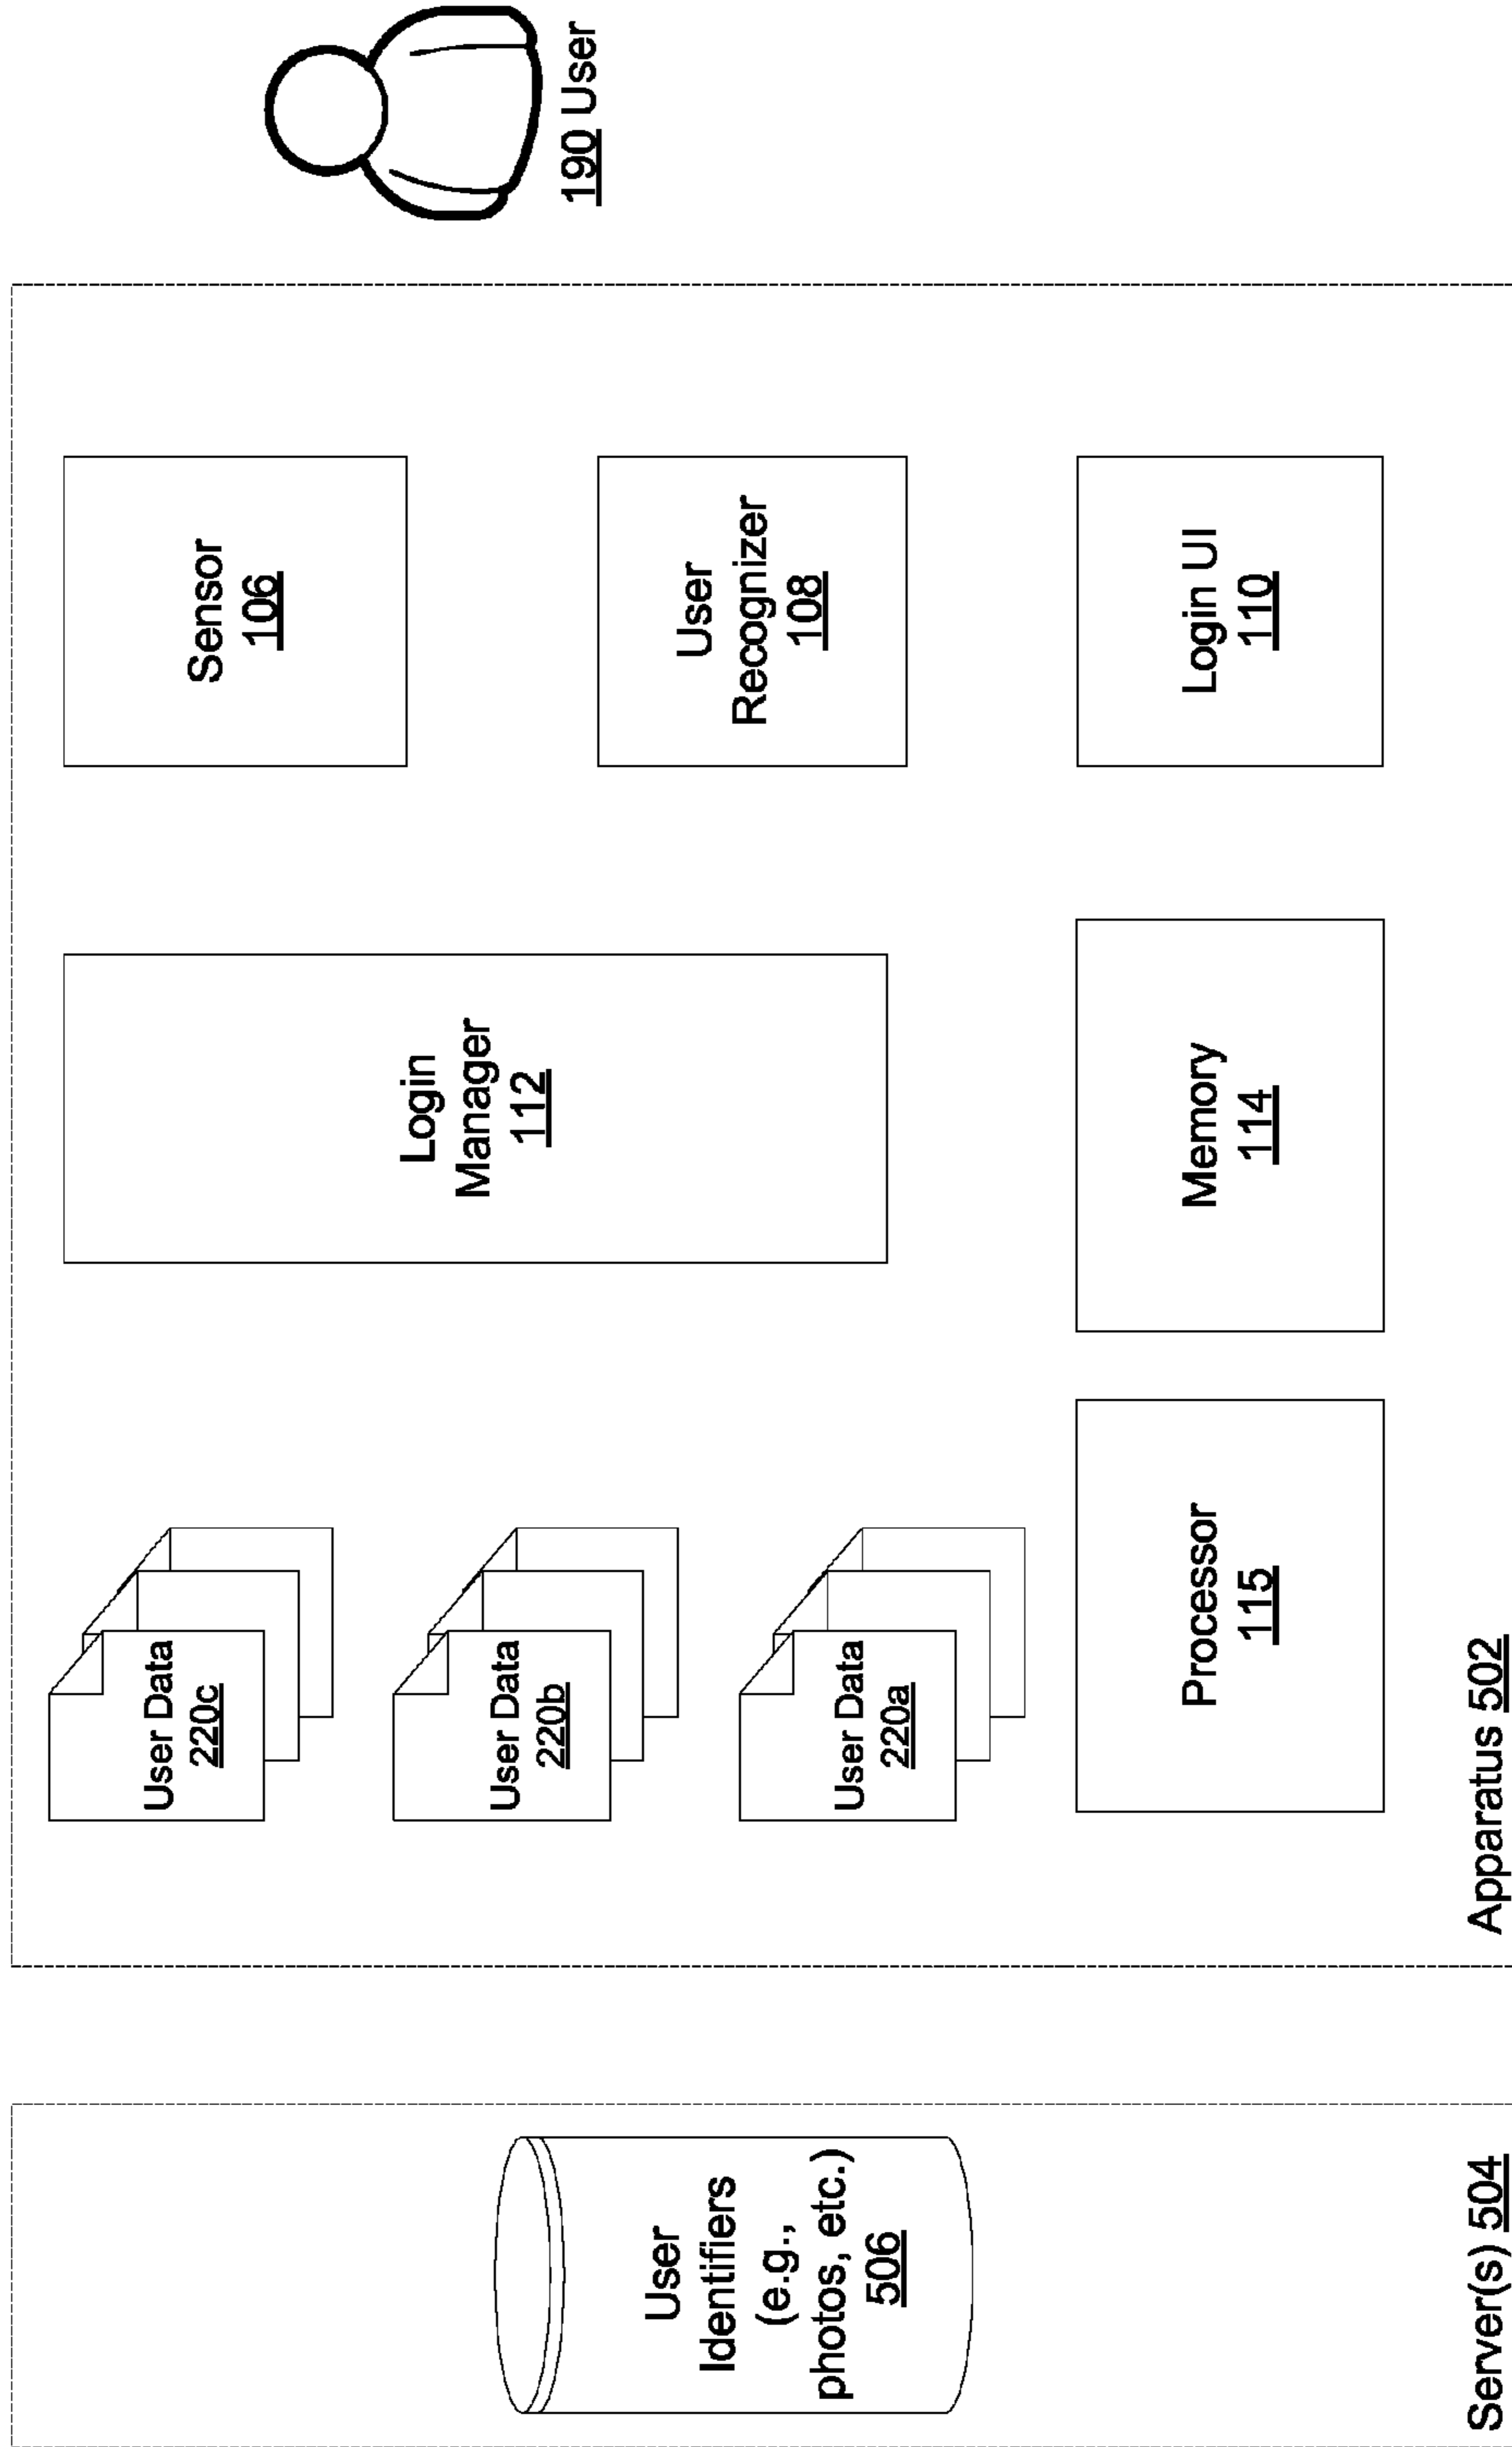 User
Identifiers
(e.g.,
photos, etc.)
506
Server(s) 504
User Data
220c
User Data
220b
User Data
220a
Processor
115
Login
Manager
112
Memory
114
Sensor
106
User
Recognizer
108
Login UI
110
Apparatus 502
190 User